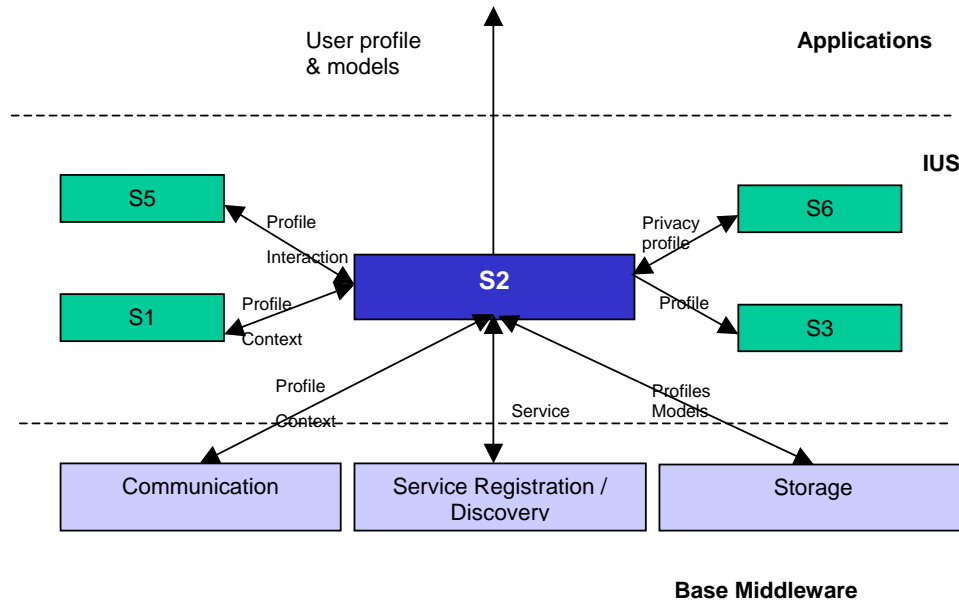 User profile
& models
Applications
IUS
S5
Profile
Interaction
S6
Privacy
profile
S2
S1
Profile
Context
Profile
S3
Profile
Context
Service
Profiles
Models
Communication
Service Registration /
Discovery
Storage
Base Middleware